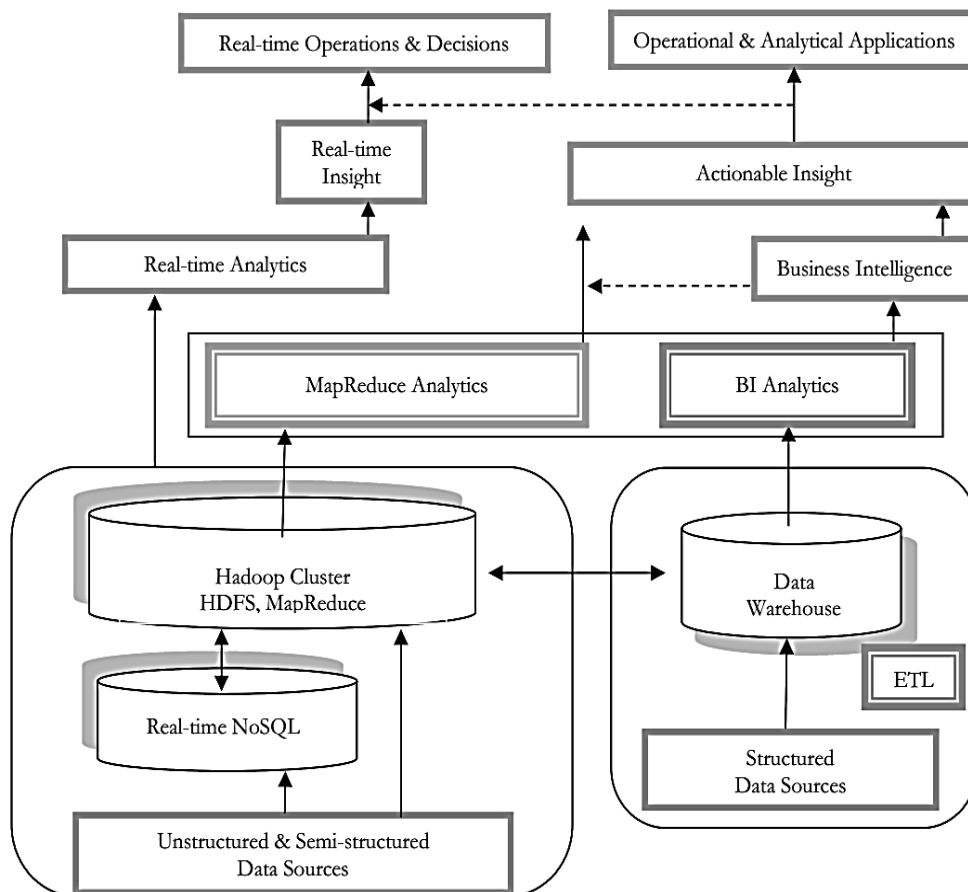 Real-time Operations & Decisions
Operational & Analytical Applications
Real-time
Insight
Actionable Insight
Real-time Analytics
Business Intelligence
MapReduce Analytics
BI Analytics
Hadoop Cluster
HDFS, MapReduce
Data
Warehouse
ETL
Real-time NoSQL
Structured
Data Sources
Unstructured & Semi-structured
Data Sources